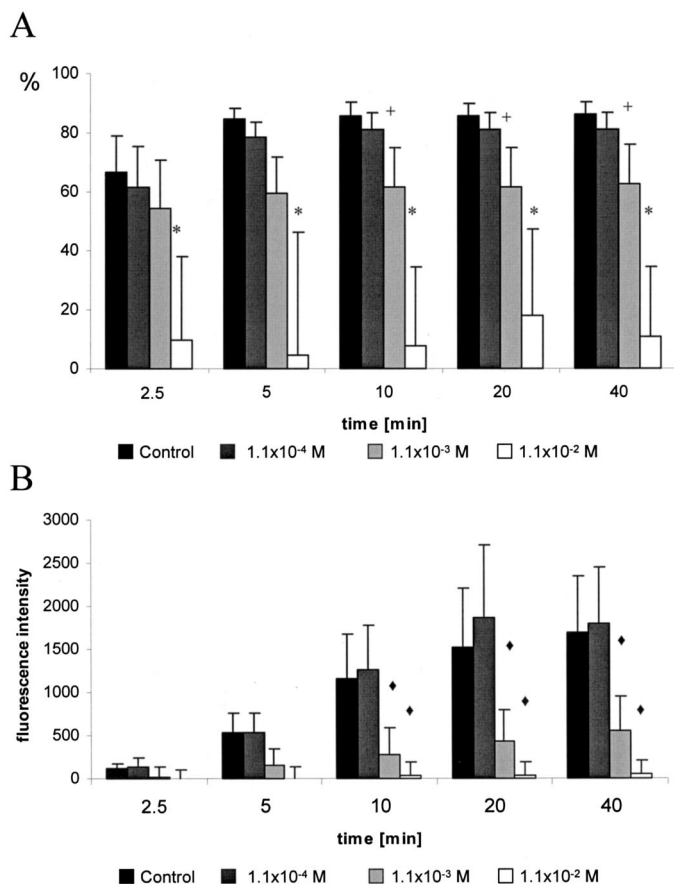 A
%
100
80
60
40
20
0
+ + +
* * * * *
2.5 5 10 20 40
time [min]
Control 1.1x10⁻⁴ M 1.1x10⁻³ M 1.1x10⁻² M
B
fluorescence intensity
3000
2500
2000
1500
1000
500
0
2.5 5 10 20 40
time [min]
Control 1.1x10⁻⁴ M 1.1x10⁻³ M 1.1x10⁻² M